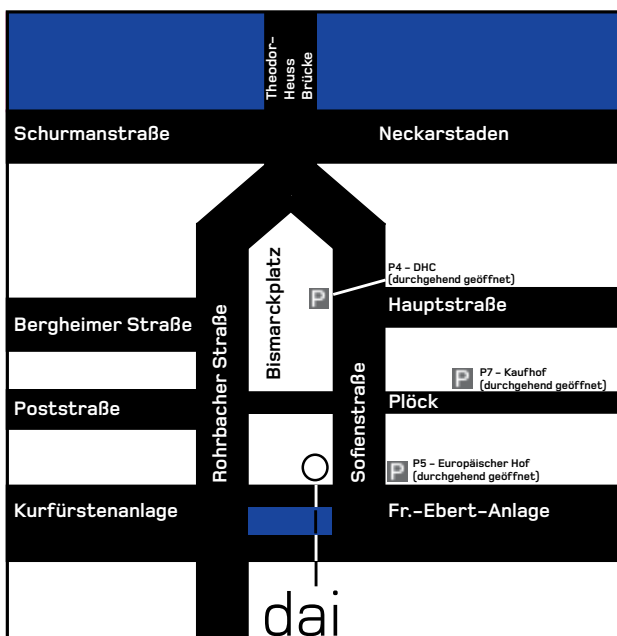 Theodor-
Heuss
Brücke
Schurmanstraße
Neckarstaden
Bismarckplatz
P4 – DHC
(durchgehend geöffnet)
P
Hauptstraße
Bergheimer Straße
Rohrbacher Straße
Sofienstraße
P
P7 – Kaufhof
(durchgehend geöffnet)
Plöck
Poststraße
P
P5 – Europäischer Hof
(durchgehend geöffnet)
Kurfürstenanlage
Fr.-Ebert-Anlage
dai